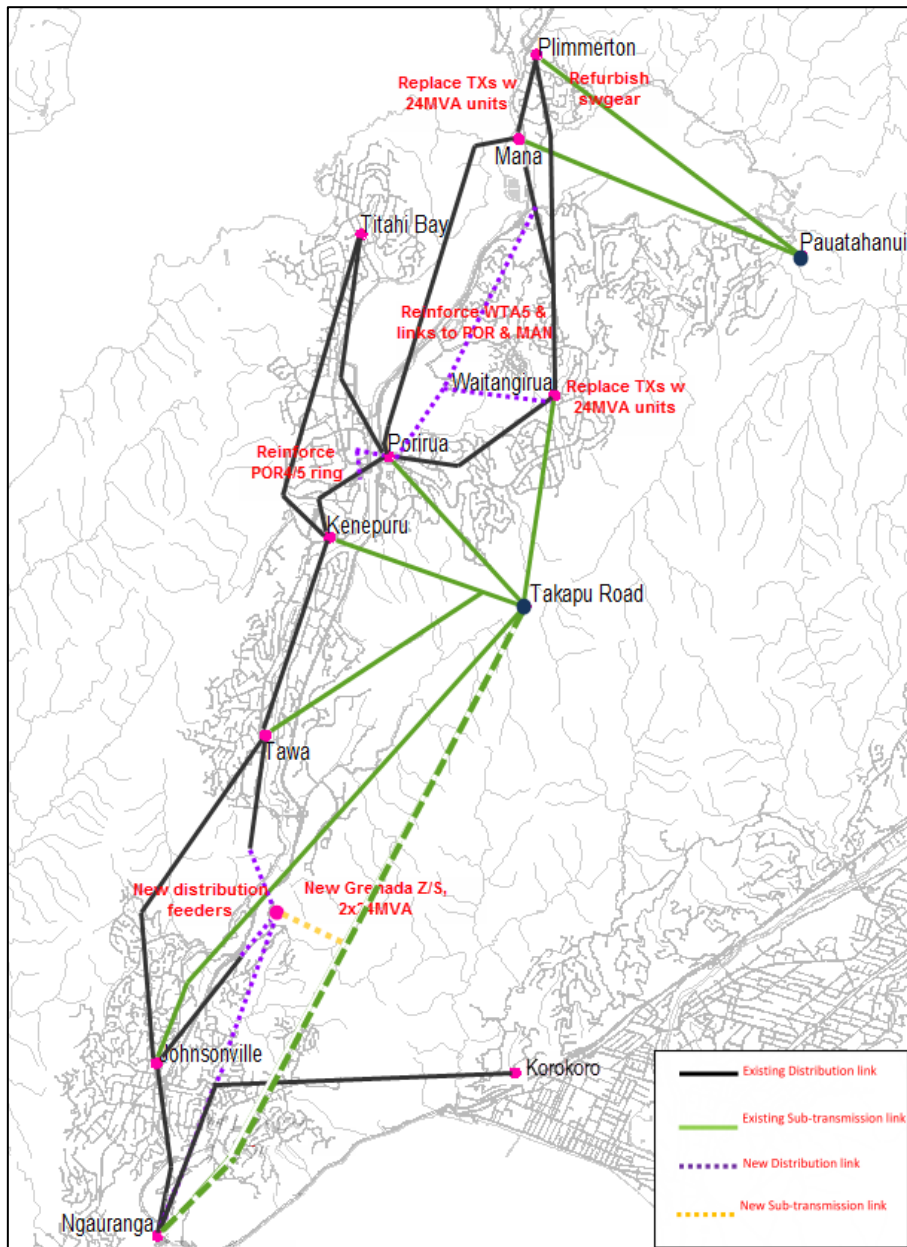 Plimmerton
Replace TXs w
24MVA units
Refurbish
swgear
Mana
Titahi Bay
Pauatahanui
Reinforce WTA5 &
links to POR & MAN
Waitangirua
Replace TXs w
24MVA units
Reinforce
POR4/5 ring
Porirua
Kenepuru
Takapu Road
Tawa
New distribution
feeders
New Grenada Z/S,
2x24MVA
Johnsonville
Korokoro
Ngauranga
Existing Distribution link
Existing Sub-transmission link
New Distribution link
New Sub-transmission link